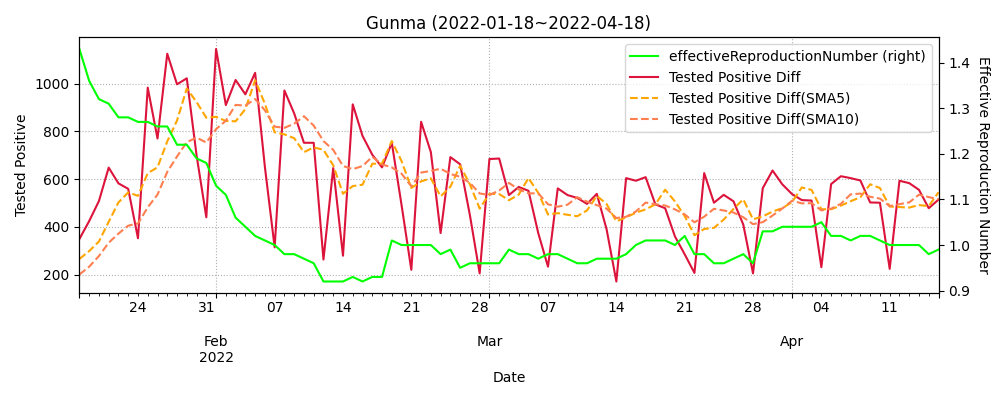 Gunma (2022-01-18~2022-04-18)
effectiveReproductionNumber (right)
Tested Positive Diff
Tested Positive Diff(SMA5)
Tested Positive Diff(SMA10)
Tested Positive
1000
800
600
400
200
Effective Reproduction Number
1.4
1.3
1.2
1.1
1.0
0.9
24 31 07 14 21 28 07 14 21 28 04 11
Feb Mar Apr
2022
Date